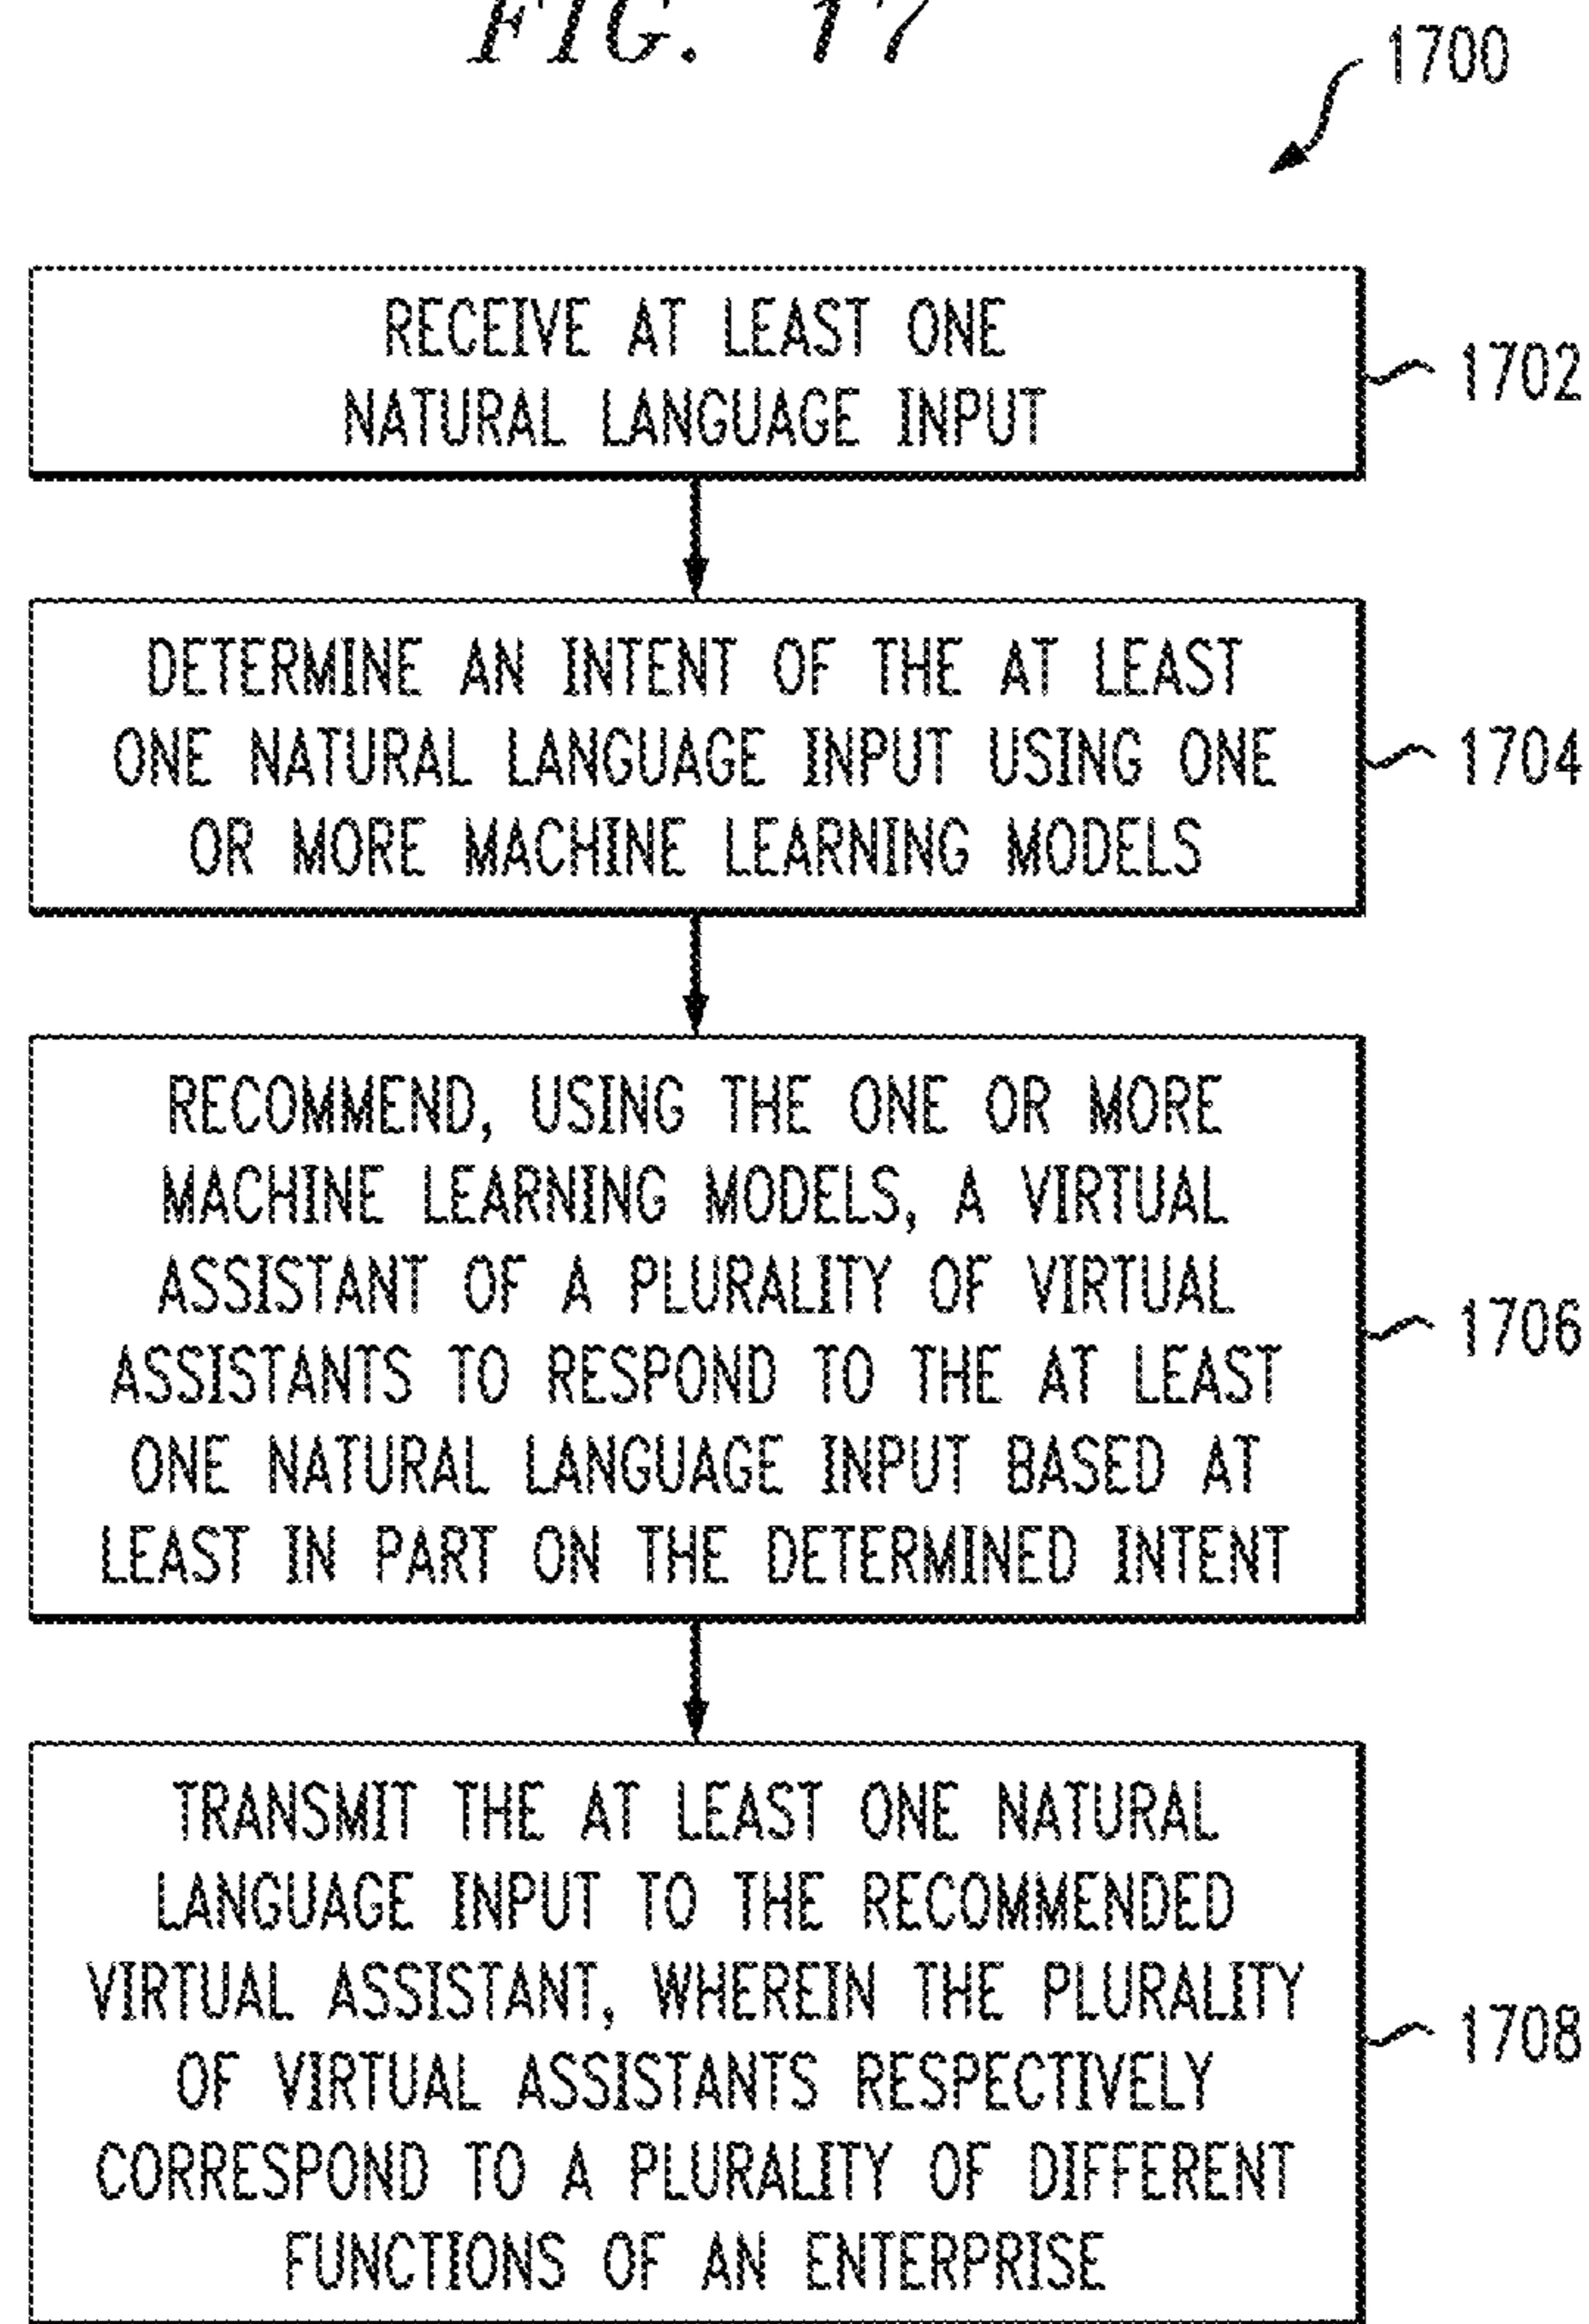 FIG. 17
1700
RECEIVE AT LEAST ONE
NATURAL LANGUAGE INPUT
1702
DETERMINE AN INTENT OF THE AT LEAST
ONE NATURAL LANGUAGE INPUT USING ONE
OR MORE MACHINE LEARNING MODELS
1704
RECOMMEND, USING THE ONE OR MORE
MACHINE LEARNING MODELS, A VIRTUAL
ASSISTANT OF A PLURALITY OF VIRTUAL
ASSISTANTS TO RESPOND TO THE AT LEAST
ONE NATURAL LANGUAGE INPUT BASED AT
LEAST IN PART ON THE DETERMINED INTENT
1706
TRANSMIT THE AT LEAST ONE NATURAL
LANGUAGE INPUT TO THE RECOMMENDED
VIRTUAL ASSISTANT, WHEREIN THE PLURALITY
OF VIRTUAL ASSISTANTS RESPECTIVELY
CORRESPOND TO A PLURALITY OF DIFFERENT
FUNCTIONS OF AN ENTERPRISE
1708